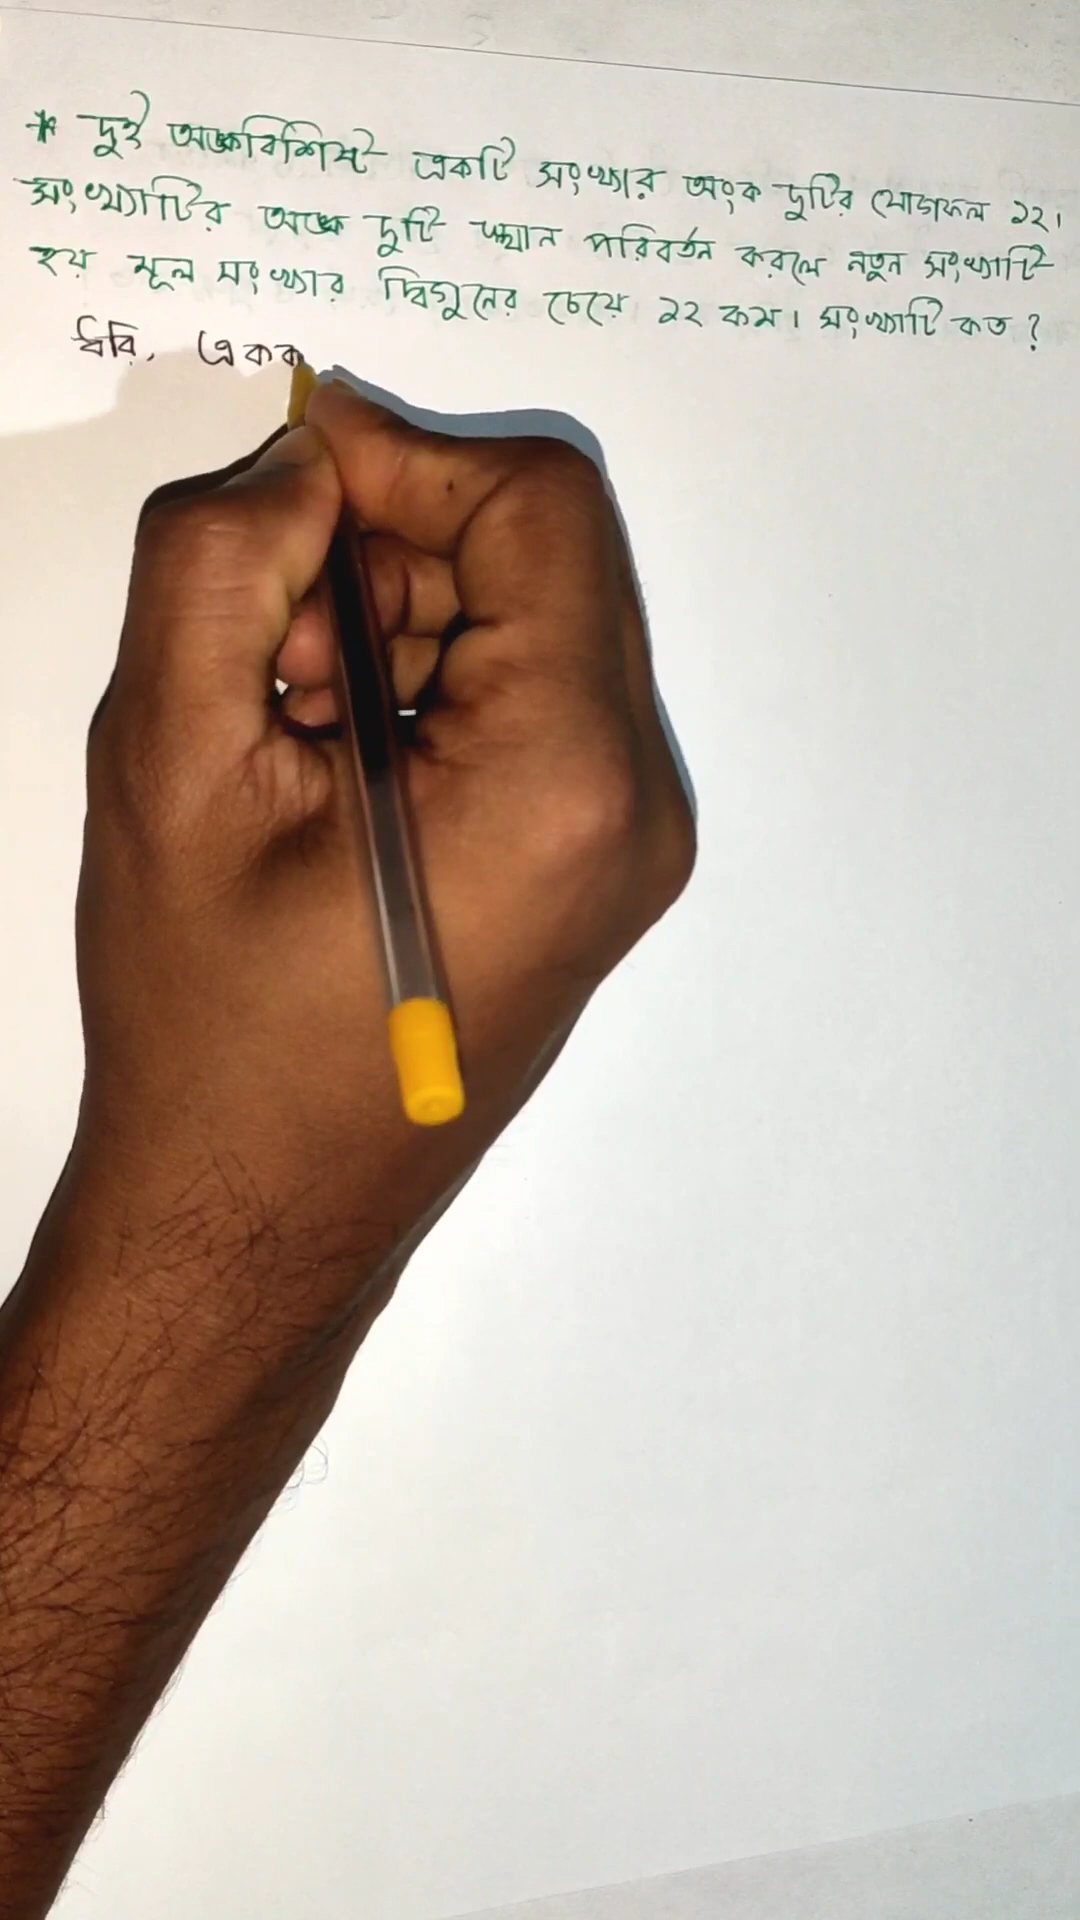 * দুই অঙ্কবিশিষ্ট একটি সংখ্যার অংক দুটির যোগফল ১২।
সংখ্যাটির অঙ্ক দুটি স্থান পরিবর্তন করলে নতুন সংখ্যাটি
হয় মূল সংখ্যার দ্বিগুনের চেয়ে ১২ কম। সংখ্যাটি কত?
ধরি, একক